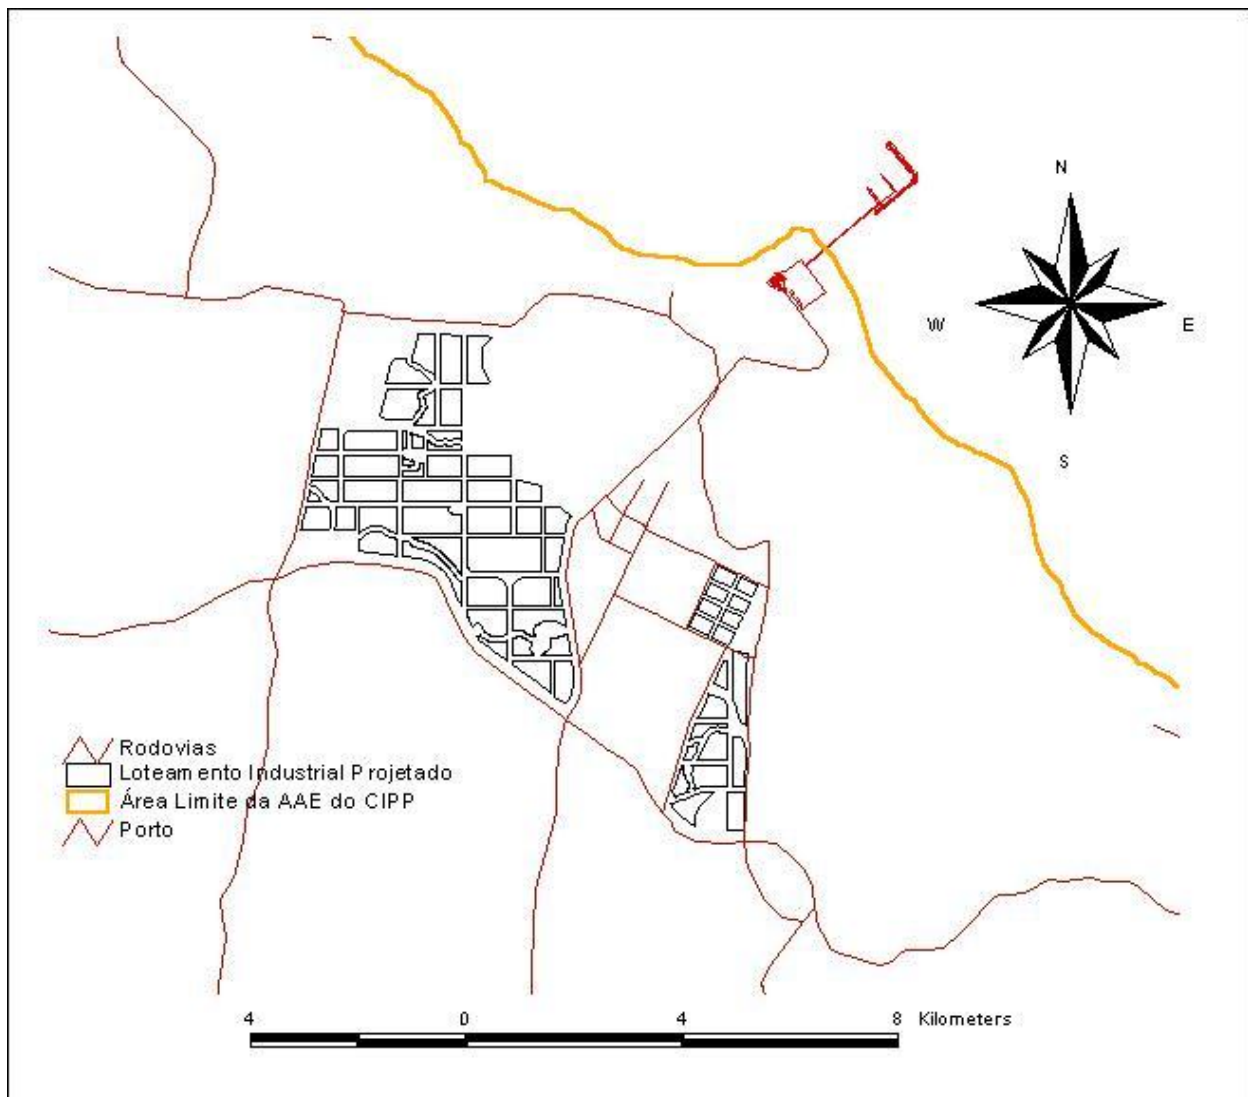 N
W
E
S
Rodovias
Loteamento Industrial Projetado
Área Limite da AAE do CIPP
Porto
4 0 4 8 Kilometers